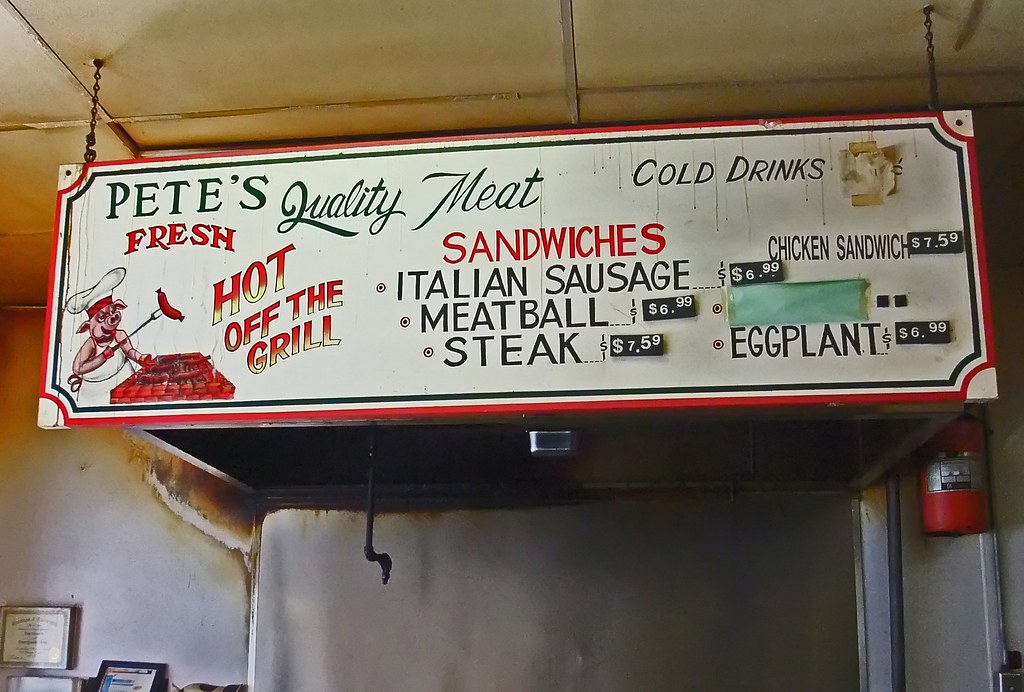 PETE'S Quality Meat
COLD DRINKS
FRESH
HOT
OFF THE
GRILL
SANDWICHES
ITALIAN SAUSAGE $ $6.99
MEATBALL $ $6.99
STEAK $ $7.59
CHICKEN SANDWICH $7.59
EGGPLANT $ $6.99